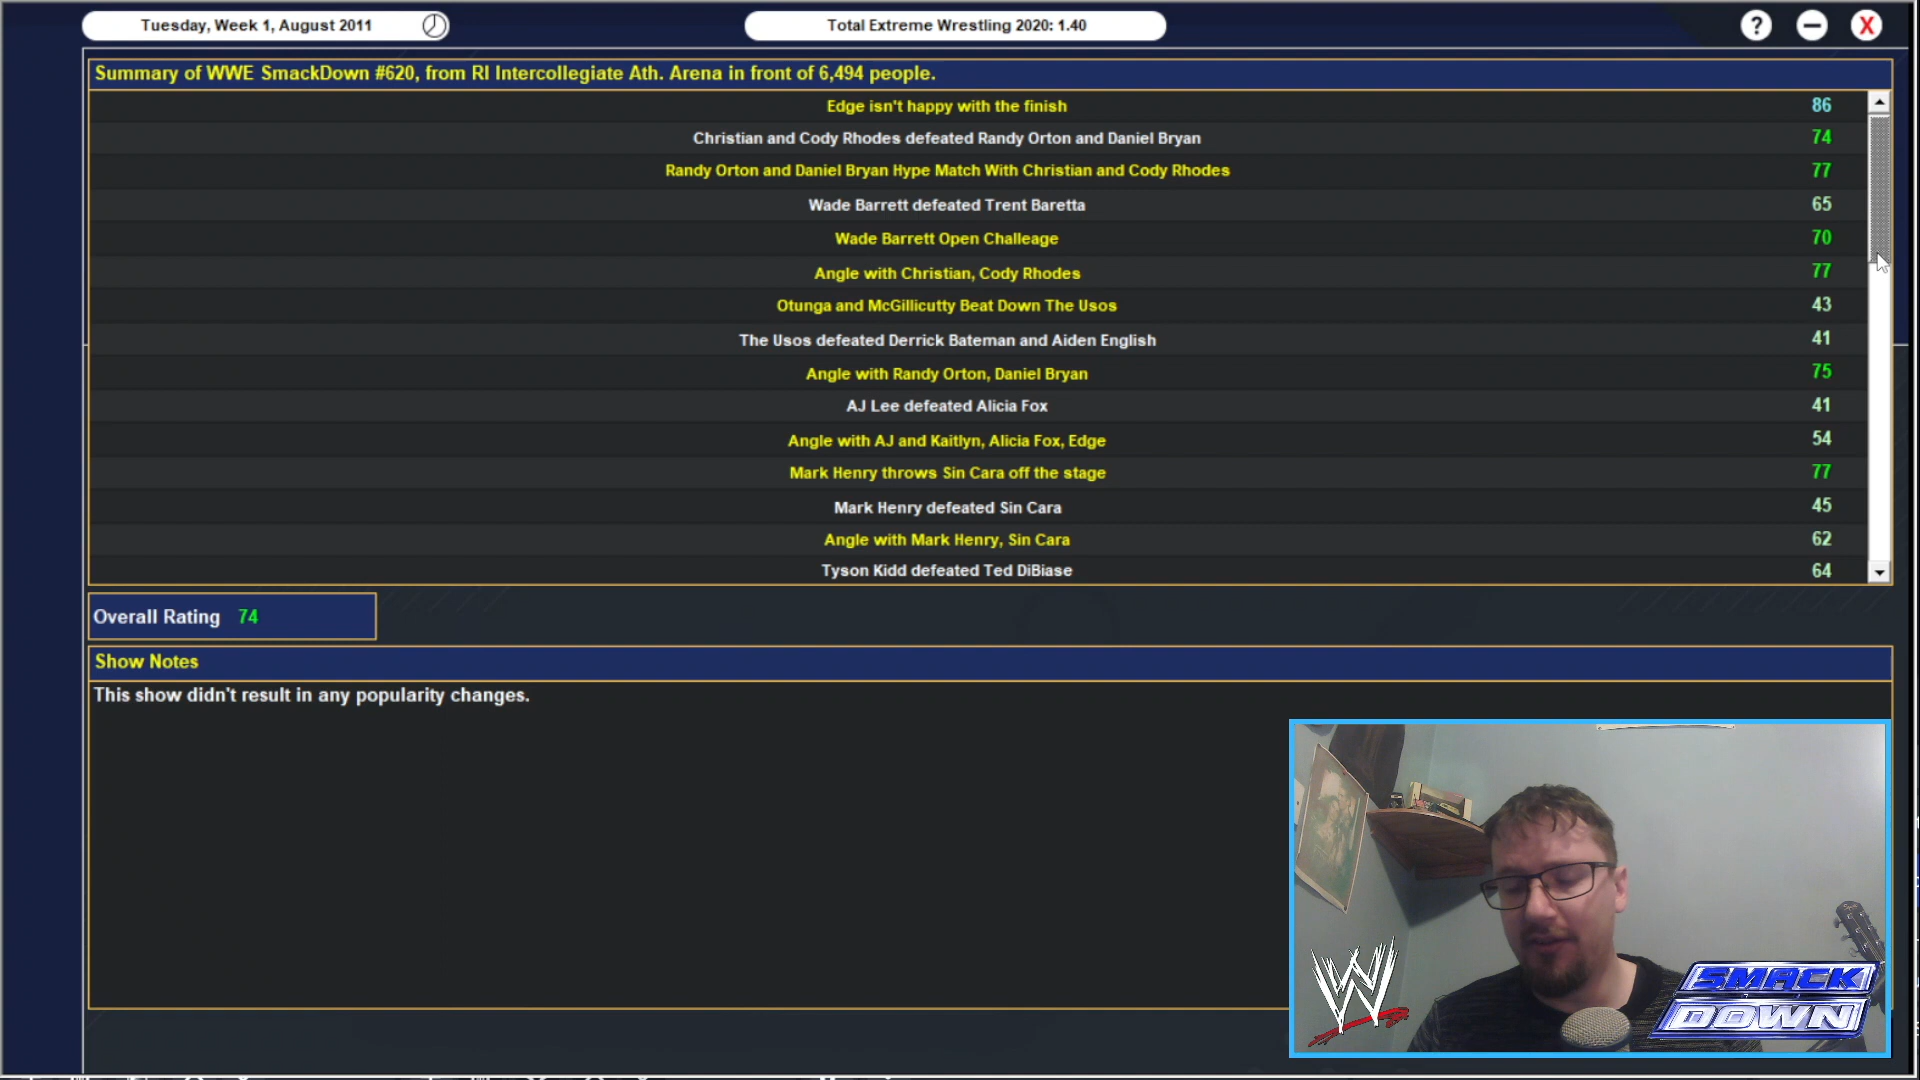 Tuesday, Week 1, August 2011
Total Extreme Wrestling 2020: 1.40
?
X
Summary of WWE SmackDown #620, from RI Intercollegiate Ath. Arena in front of 6,494 people.
Edge isn't happy with the finish 86
Christian and Cody Rhodes defeated Randy Orton and Daniel Bryan 74
Randy Orton and Daniel Bryan Hype Match With Christian and Cody Rhodes 77
Wade Barrett defeated Trent Baretta 65
Wade Barrett Open Challeage 70
Angle with Christian, Cody Rhodes 77
Otunga and McGillicutty Beat Down The Usos 43
The Usos defeated Derrick Bateman and Aiden English 41
Angle with Randy Orton, Daniel Bryan 75
AJ Lee defeated Alicia Fox 41
Angle with AJ and Kaitlyn, Alicia Fox, Edge 54
Mark Henry throws Sin Cara off the stage 77
Mark Henry defeated Sin Cara 45
Angle with Mark Henry, Sin Cara 62
Tyson Kidd defeated Ted DiBiase 64
Overall Rating 74
Show Notes
This show didn't result in any popularity changes.
W
SMACK
DOWN